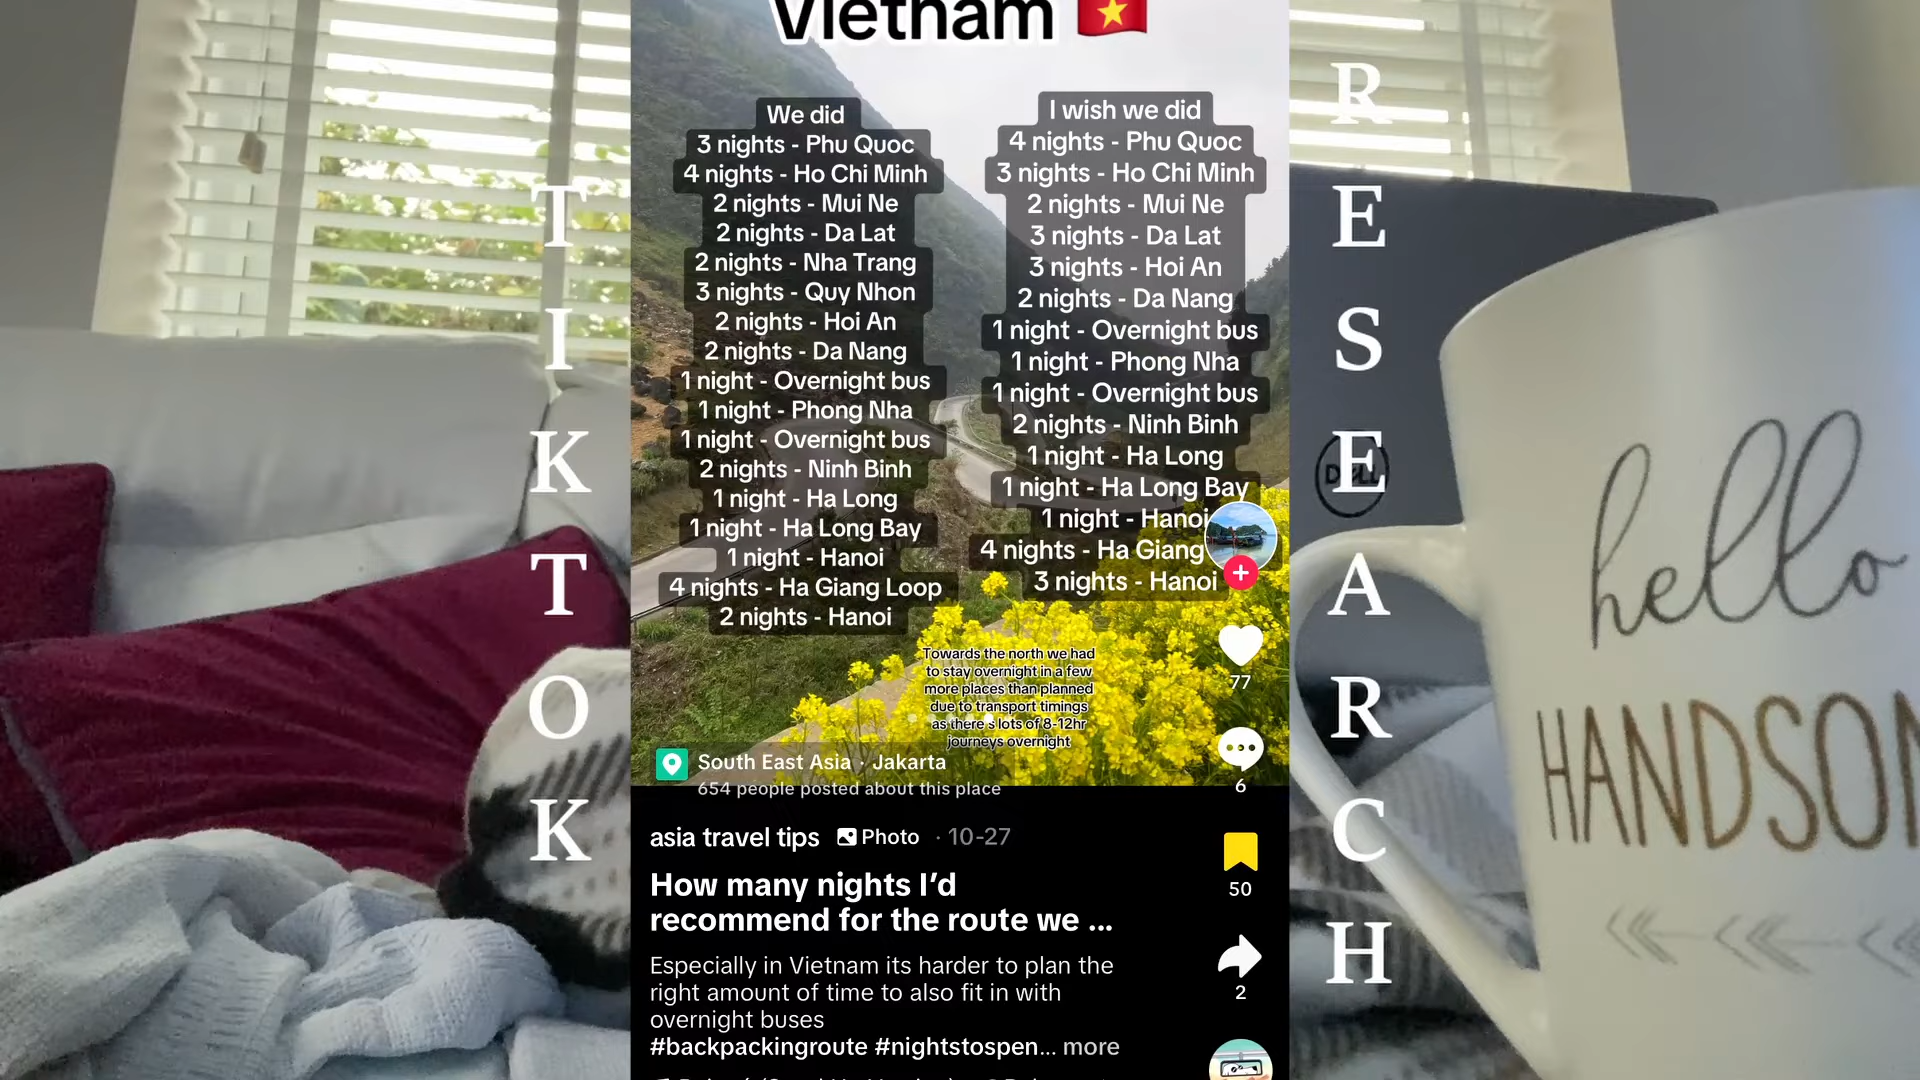 Vietnam
We did
3 nights - Phu Quoc
4 nights - Ho Chi Minh
2 nights - Mui Ne
2 nights - Da Lat
2 nights - Nha Trang
3 nights - Quy Nhon
2 nights - Hoi An
2 nights - Da Nang
1 night - Overnight bus
1 night - Phong Nha
1 night - Overnight bus
2 nights - Ninh Binh
1 night - Ha Long
1 night - Ha Long Bay
1 night - Hanoi
4 nights - Ha Giang Loop
2 nights - Hanoi
I wish we did
4 nights - Phu Quoc
3 nights - Ho Chi Minh
2 nights - Mui Ne
3 nights - Da Lat
3 nights - Hoi An
2 nights - Da Nang
1 night - Overnight bus
1 night - Phong Nha
1 night - Overnight bus
2 nights - Ninh Binh
1 night - Ha Long
1 night - Ha Long Bay
1 night - Hanoi
4 nights - Ha Giang
3 nights - Hanoi
Towards the north we had
to stay overnight in a few
more places than planned
due to transport timings
as there s lots of 8-12hr
journeys overnight
South East Asia · Jakarta
654 people posted about this place
77
6
50
2
asia travel tips Photo · 10-27
How many nights I’d
recommend for the route we ...
Especially in Vietnam its harder to plan the
right amount of time to also fit in with
overnight buses
#backpackingroute #nightstospen... more
TIKTOK
RESEARCH
DELL
hello